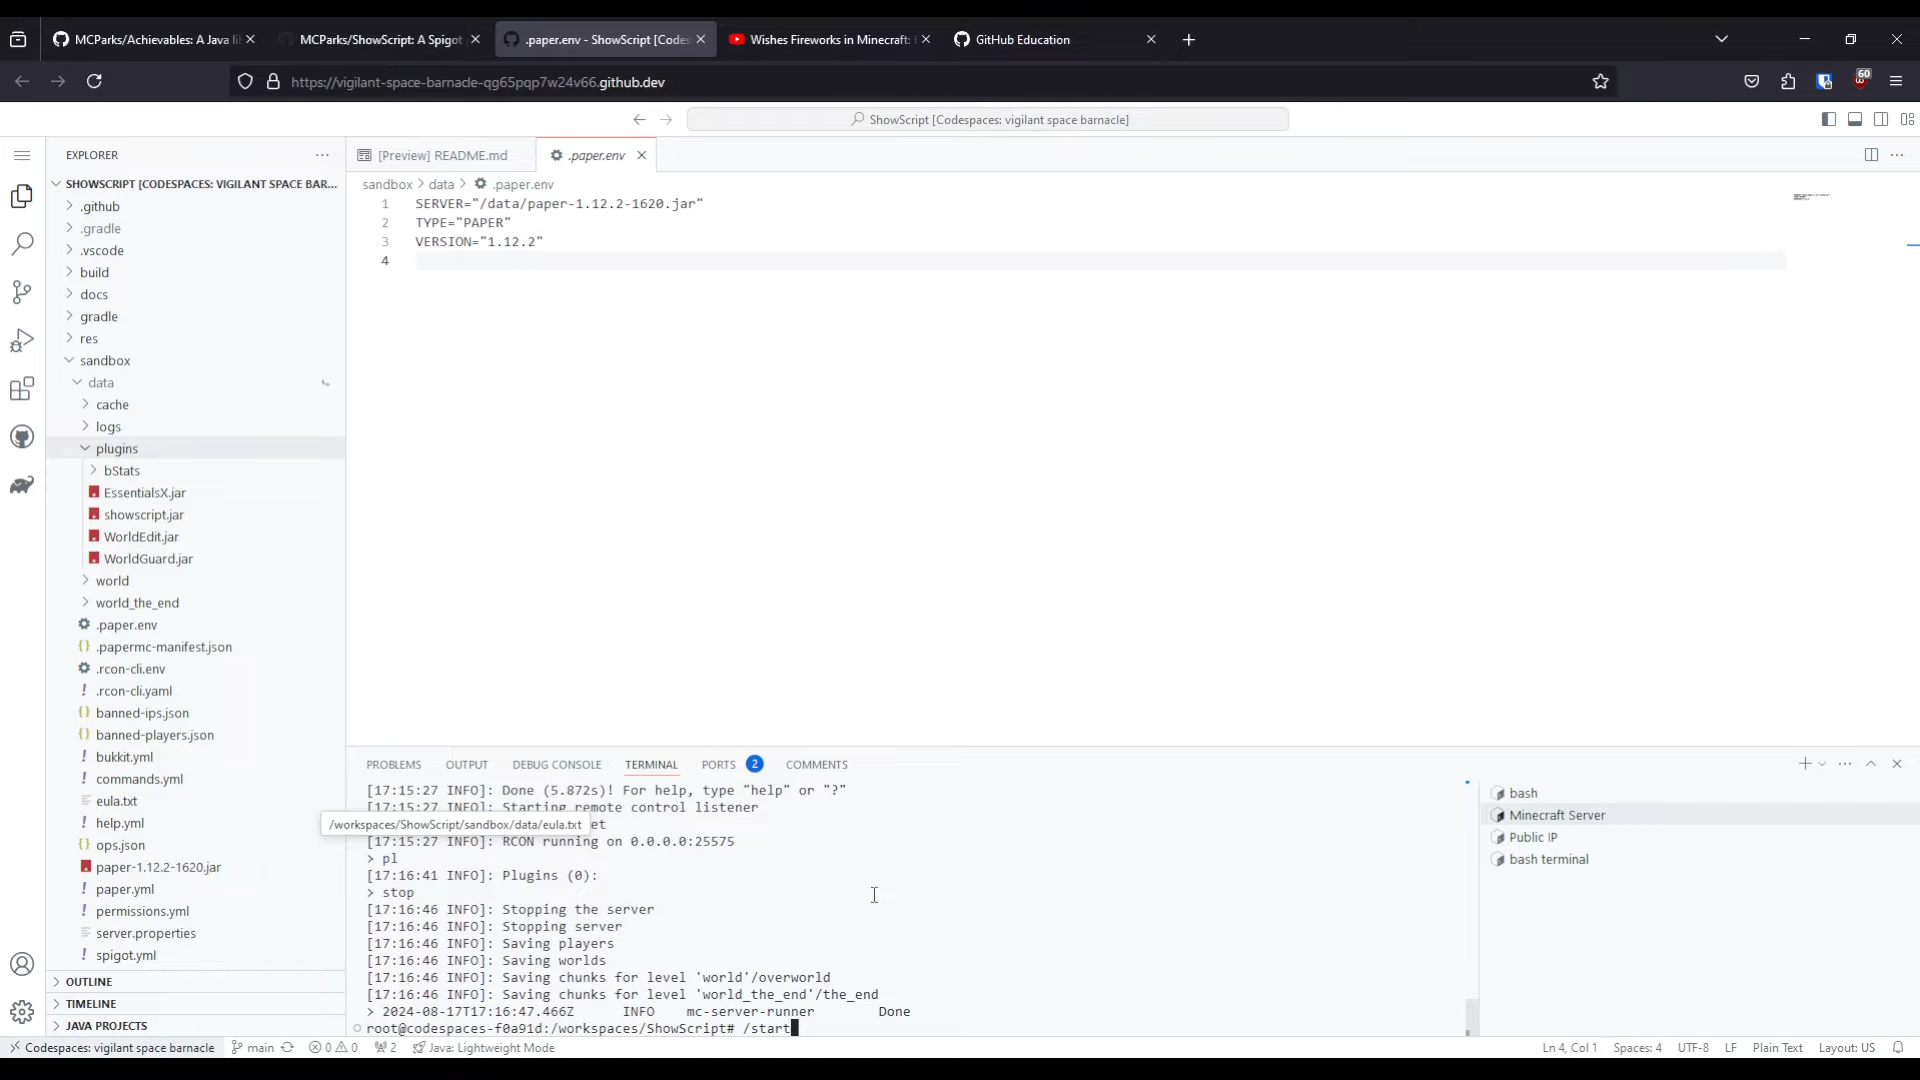 MCParks/Achievables: A Java li
MCParks/ShowScript: A Spigot
.paper.env - ShowScript [Codes
Wishes Fireworks in Minecraft:
GitHub Education
https://vigilant-space-barnade-qg65pqp7w24v66.github.dev
60
ShowScript [Codespaces: vigilant space barnacle]
EXPLORER
SHOWSCRIPT [CODESPACES: VIGILANT SPACE BAR...
.github
.gradle
.vscode
build
docs
gradle
res
sandbox
data
cache
logs
plugins
bStats
EssentialsX.jar
showscript.jar
WorldEdit.jar
WorldGuard.jar
world
world_the_end
.paper.env
.papermc-manifest.json
.rcon-cli.env
.rcon-cli.yaml
banned-ips.json
banned-players.json
bukkit.yml
commands.yml
eula.txt
help.yml
ops.json
paper-1.12.2-1620.jar
paper.yml
permissions.yml
server.properties
spigot.yml
OUTLINE
TIMELINE
JAVA PROJECTS
[Preview] README.md
.paper.env
sandbox > data > .paper.env
1 SERVER="/data/paper-1.12.2-1620.jar"
2 TYPE="PAPER"
3 VERSION="1.12.2"
4
PROBLEMS OUTPUT DEBUG CONSOLE TERMINAL PORTS 2 COMMENTS
[17:15:27 INFO]: Done (5.872s)! For help, type "help" or "?"
[17:15:27 INFO]: Starting remote control listener
/workspaces/ShowScript/sandbox/data/eula.txt
et
[17:15:27 INFO]: RCON running on 0.0.0.0:25575
> pl
[17:16:41 INFO]: Plugins (0):
> stop
[17:16:46 INFO]: Stopping the server
[17:16:46 INFO]: Stopping server
[17:16:46 INFO]: Saving players
[17:16:46 INFO]: Saving worlds
[17:16:46 INFO]: Saving chunks for level 'world'/overworld
[17:16:46 INFO]: Saving chunks for level 'world_the_end'/the_end
> 2024-08-17T17:16:47.466Z INFO mc-server-runner Done
root@codespaces-f0a91d:/workspaces/ShowScript# /start
bash
Minecraft Server
Public IP
bash terminal
Codespaces: vigilant space barnacle
main
0 0
2
Java: Lightweight Mode
Ln 4, Col 1
Spaces: 4
UTF-8
LF
Plain Text
Layout: US